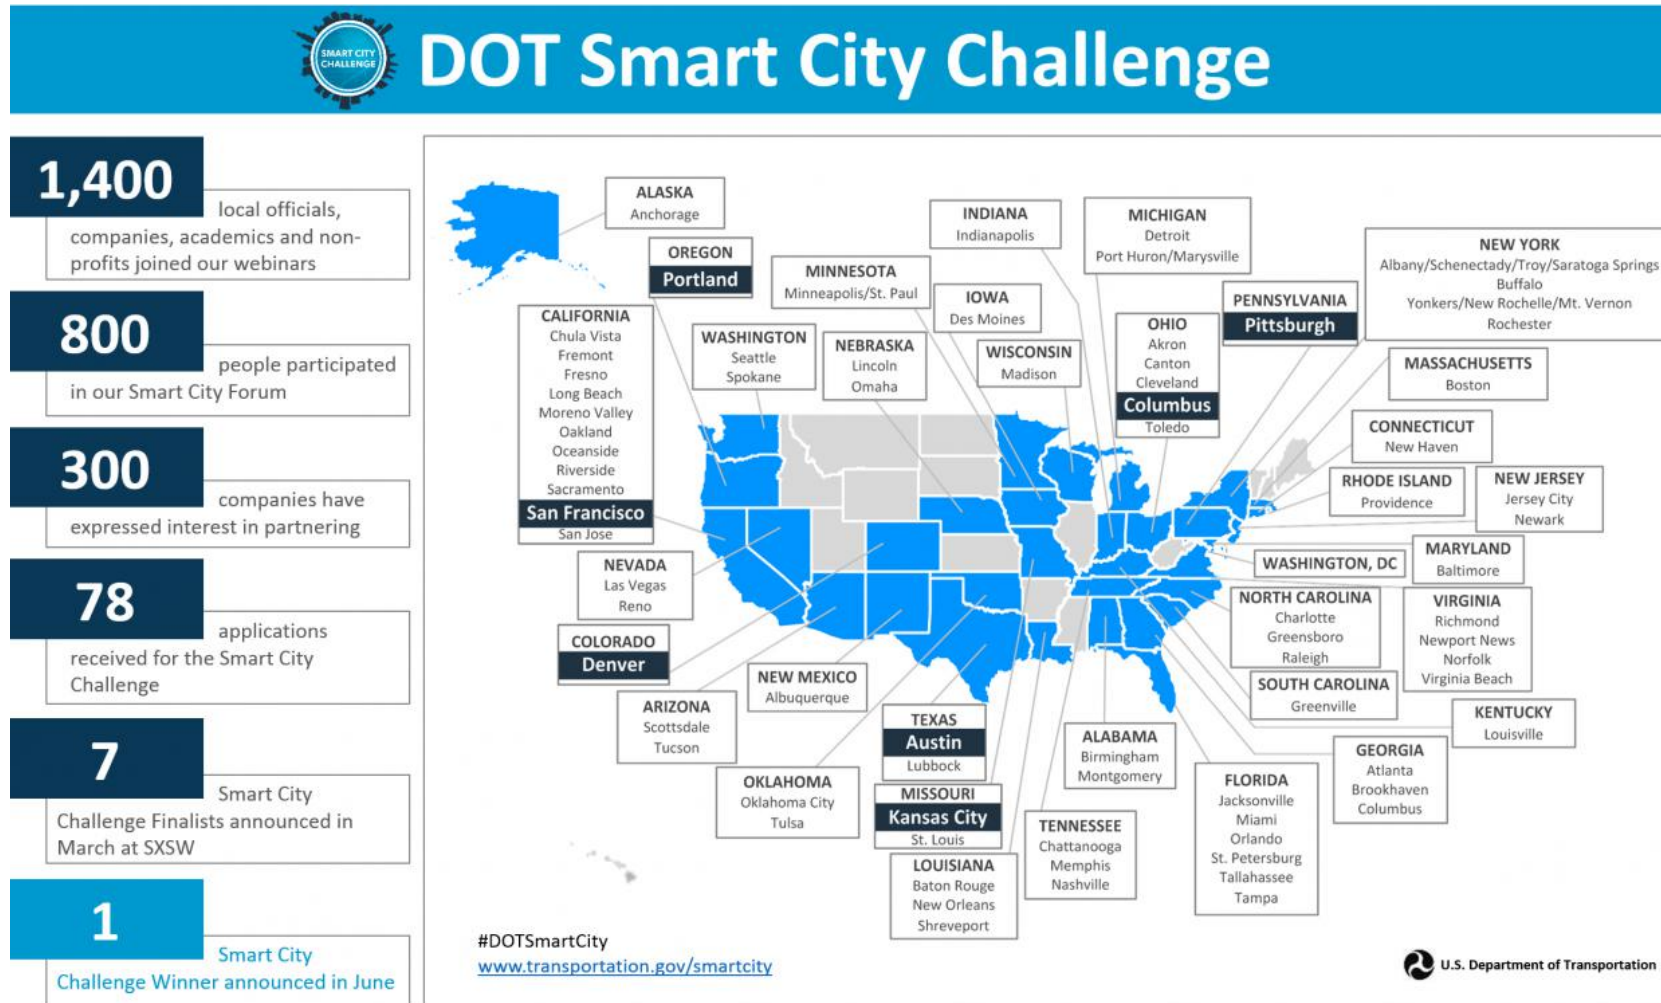 SMART CITY
CHALLENGE
DOT Smart City Challenge
1,400
local officials,
companies, academics and non-
profits joined our webinars
800
people participated
in our Smart City Forum
300
companies have
expressed interest in partnering
78
applications
received for the Smart City
Challenge
7
Smart City
Challenge Finalists announced in
March at SXSW
1
Smart City
Challenge Winner announced in June
ALASKA
Anchorage
OREGON
Portland
CALIFORNIA
Chula Vista
Fremont
Fresno
Long Beach
Moreno Valley
Oakland
Oceanside
Riverside
Sacramento
San Francisco
San Jose
WASHINGTON
Seattle
Spokane
MINNESOTA
Minneapolis/St. Paul
NEBRASKA
Lincoln
Omaha
INDIANA
Indianapolis
IOWA
Des Moines
WISCONSIN
Madison
MICHIGAN
Detroit
Port Huron/Marysville
OHIO
Akron
Canton
Cleveland
Columbus
Toledo
PENNSYLVANIA
Pittsburgh
NEW YORK
Albany/Schenectady/Troy/Saratoga Springs
Buffalo
Yonkers/New Rochelle/Mt. Vernon
Rochester
MASSACHUSETTS
Boston
CONNECTICUT
New Haven
RHODE ISLAND
Providence
NEW JERSEY
Jersey City
Newark
WASHINGTON, DC
MARYLAND
Baltimore
NORTH CAROLINA
Charlotte
Greensboro
Raleigh
VIRGINIA
Richmond
Newport News
Norfolk
Virginia Beach
SOUTH CAROLINA
Greenville
KENTUCKY
Louisville
GEORGIA
Atlanta
Brookhaven
Columbus
NEVADA
Las Vegas
Reno
COLORADO
Denver
ARIZONA
Scottsdale
Tucson
NEW MEXICO
Albuquerque
OKLAHOMA
Oklahoma City
Tulsa
TEXAS
Austin
Lubbock
MISSOURI
Kansas City
St. Louis
LOUISIANA
Baton Rouge
New Orleans
Shreveport
TENNESSEE
Chattanooga
Memphis
Nashville
ALABAMA
Birmingham
Montgomery
FLORIDA
Jacksonville
Miami
Orlando
St. Petersburg
Tallahassee
Tampa
#DOTSmartCity
www.transportation.gov/smartcity
U.S. Department of Transportation